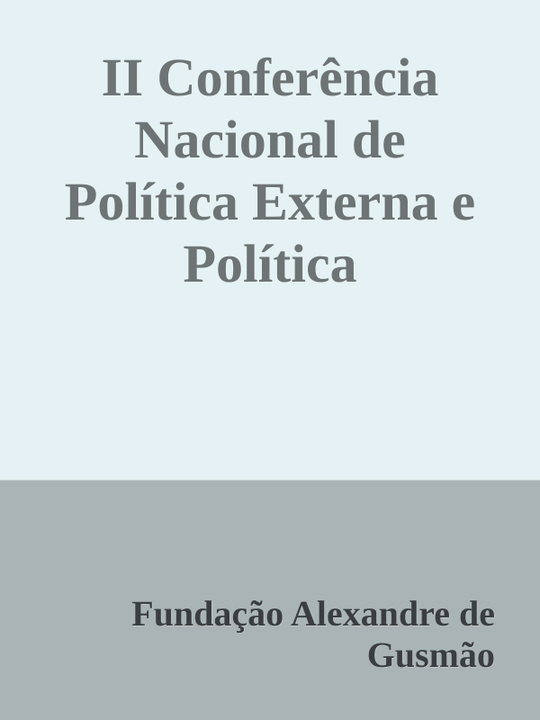 II Conferência
Nacional de
Política Externa e
Política
Fundação Alexandre de
Gusmão